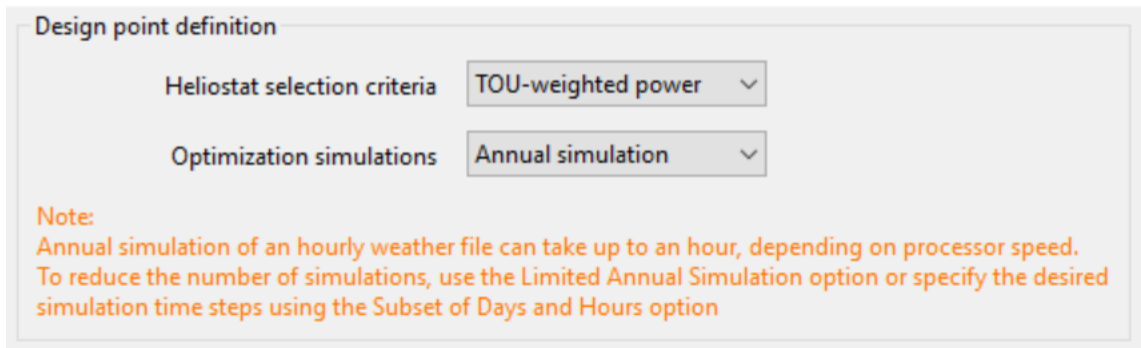 Design point definition
Heliostat selection criteria TOU-weighted power
Optimization simulations Annual simulation
Note:
Annual simulation of an hourly weather file can take up to an hour, depending on processor speed.
To reduce the number of simulations, use the Limited Annual Simulation option or specify the desired
simulation time steps using the Subset of Days and Hours option